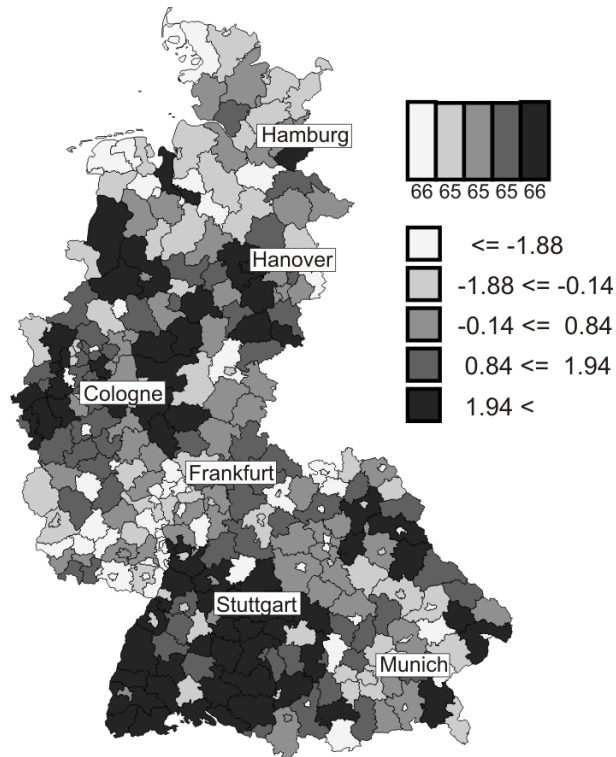 Hamburg
66 65 65 65 66
Hanover
<= -1.88
-1.88 <= -0.14
-0.14 <= 0.84
0.84 <= 1.94
1.94 <
Cologne
Frankfurt
Stuttgart
Munich